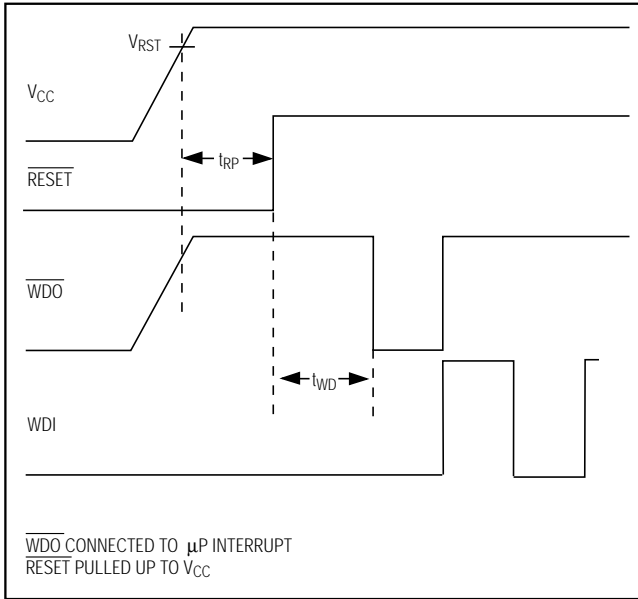 VRST
VCC
tRP
RESET
WDO
tWD
WDI
WDO CONNECTED TO μP INTERRUPT
RESET PULLED UP TO VCC